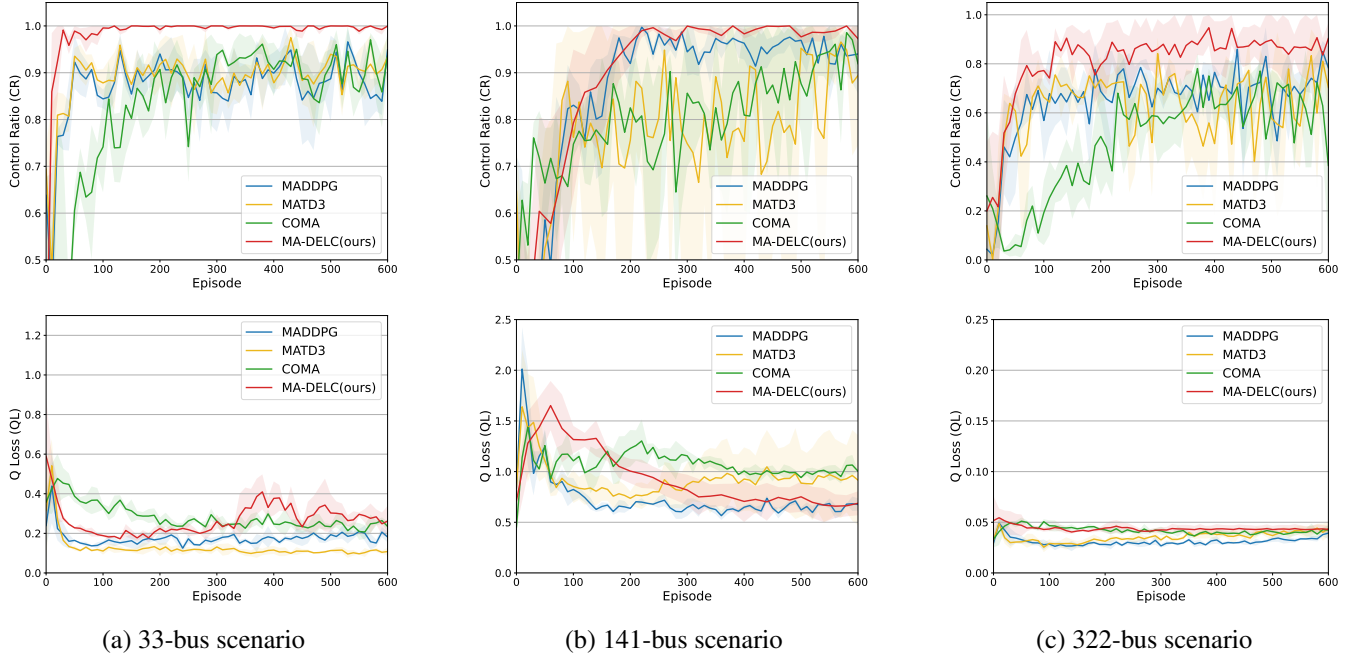 1.0
0.9
0.8
0.7
0.6
0.5
Control Ratio (CR)
0 100 200 300 400 500 600
Episode
MADDPG
MATD3
COMA
MA-DELC(ours)
1.0
0.9
0.8
0.7
0.6
0.5
Control Ratio (CR)
0 100 200 300 400 500 600
Episode
MADDPG
MATD3
COMA
MA-DELC(ours)
1.0
0.8
0.6
0.4
0.2
0.0
Control Ratio (CR)
0 100 200 300 400 500 600
Episode
MADDPG
MATD3
COMA
MA-DELC(ours)
1.2
1.0
0.8
0.6
0.4
0.2
0.0
Q Loss (QL)
0 100 200 300 400 500 600
Episode
MADDPG
MATD3
COMA
MA-DELC(ours)
2.5
2.0
1.5
1.0
0.5
0.0
Q Loss (QL)
0 100 200 300 400 500 600
Episode
MADDPG
MATD3
COMA
MA-DELC(ours)
0.25
0.20
0.15
0.10
0.05
0.00
Q Loss (QL)
0 100 200 300 400 500 600
Episode
MADDPG
MATD3
COMA
MA-DELC(ours)
(a) 33-bus scenario
(b) 141-bus scenario
(c) 322-bus scenario